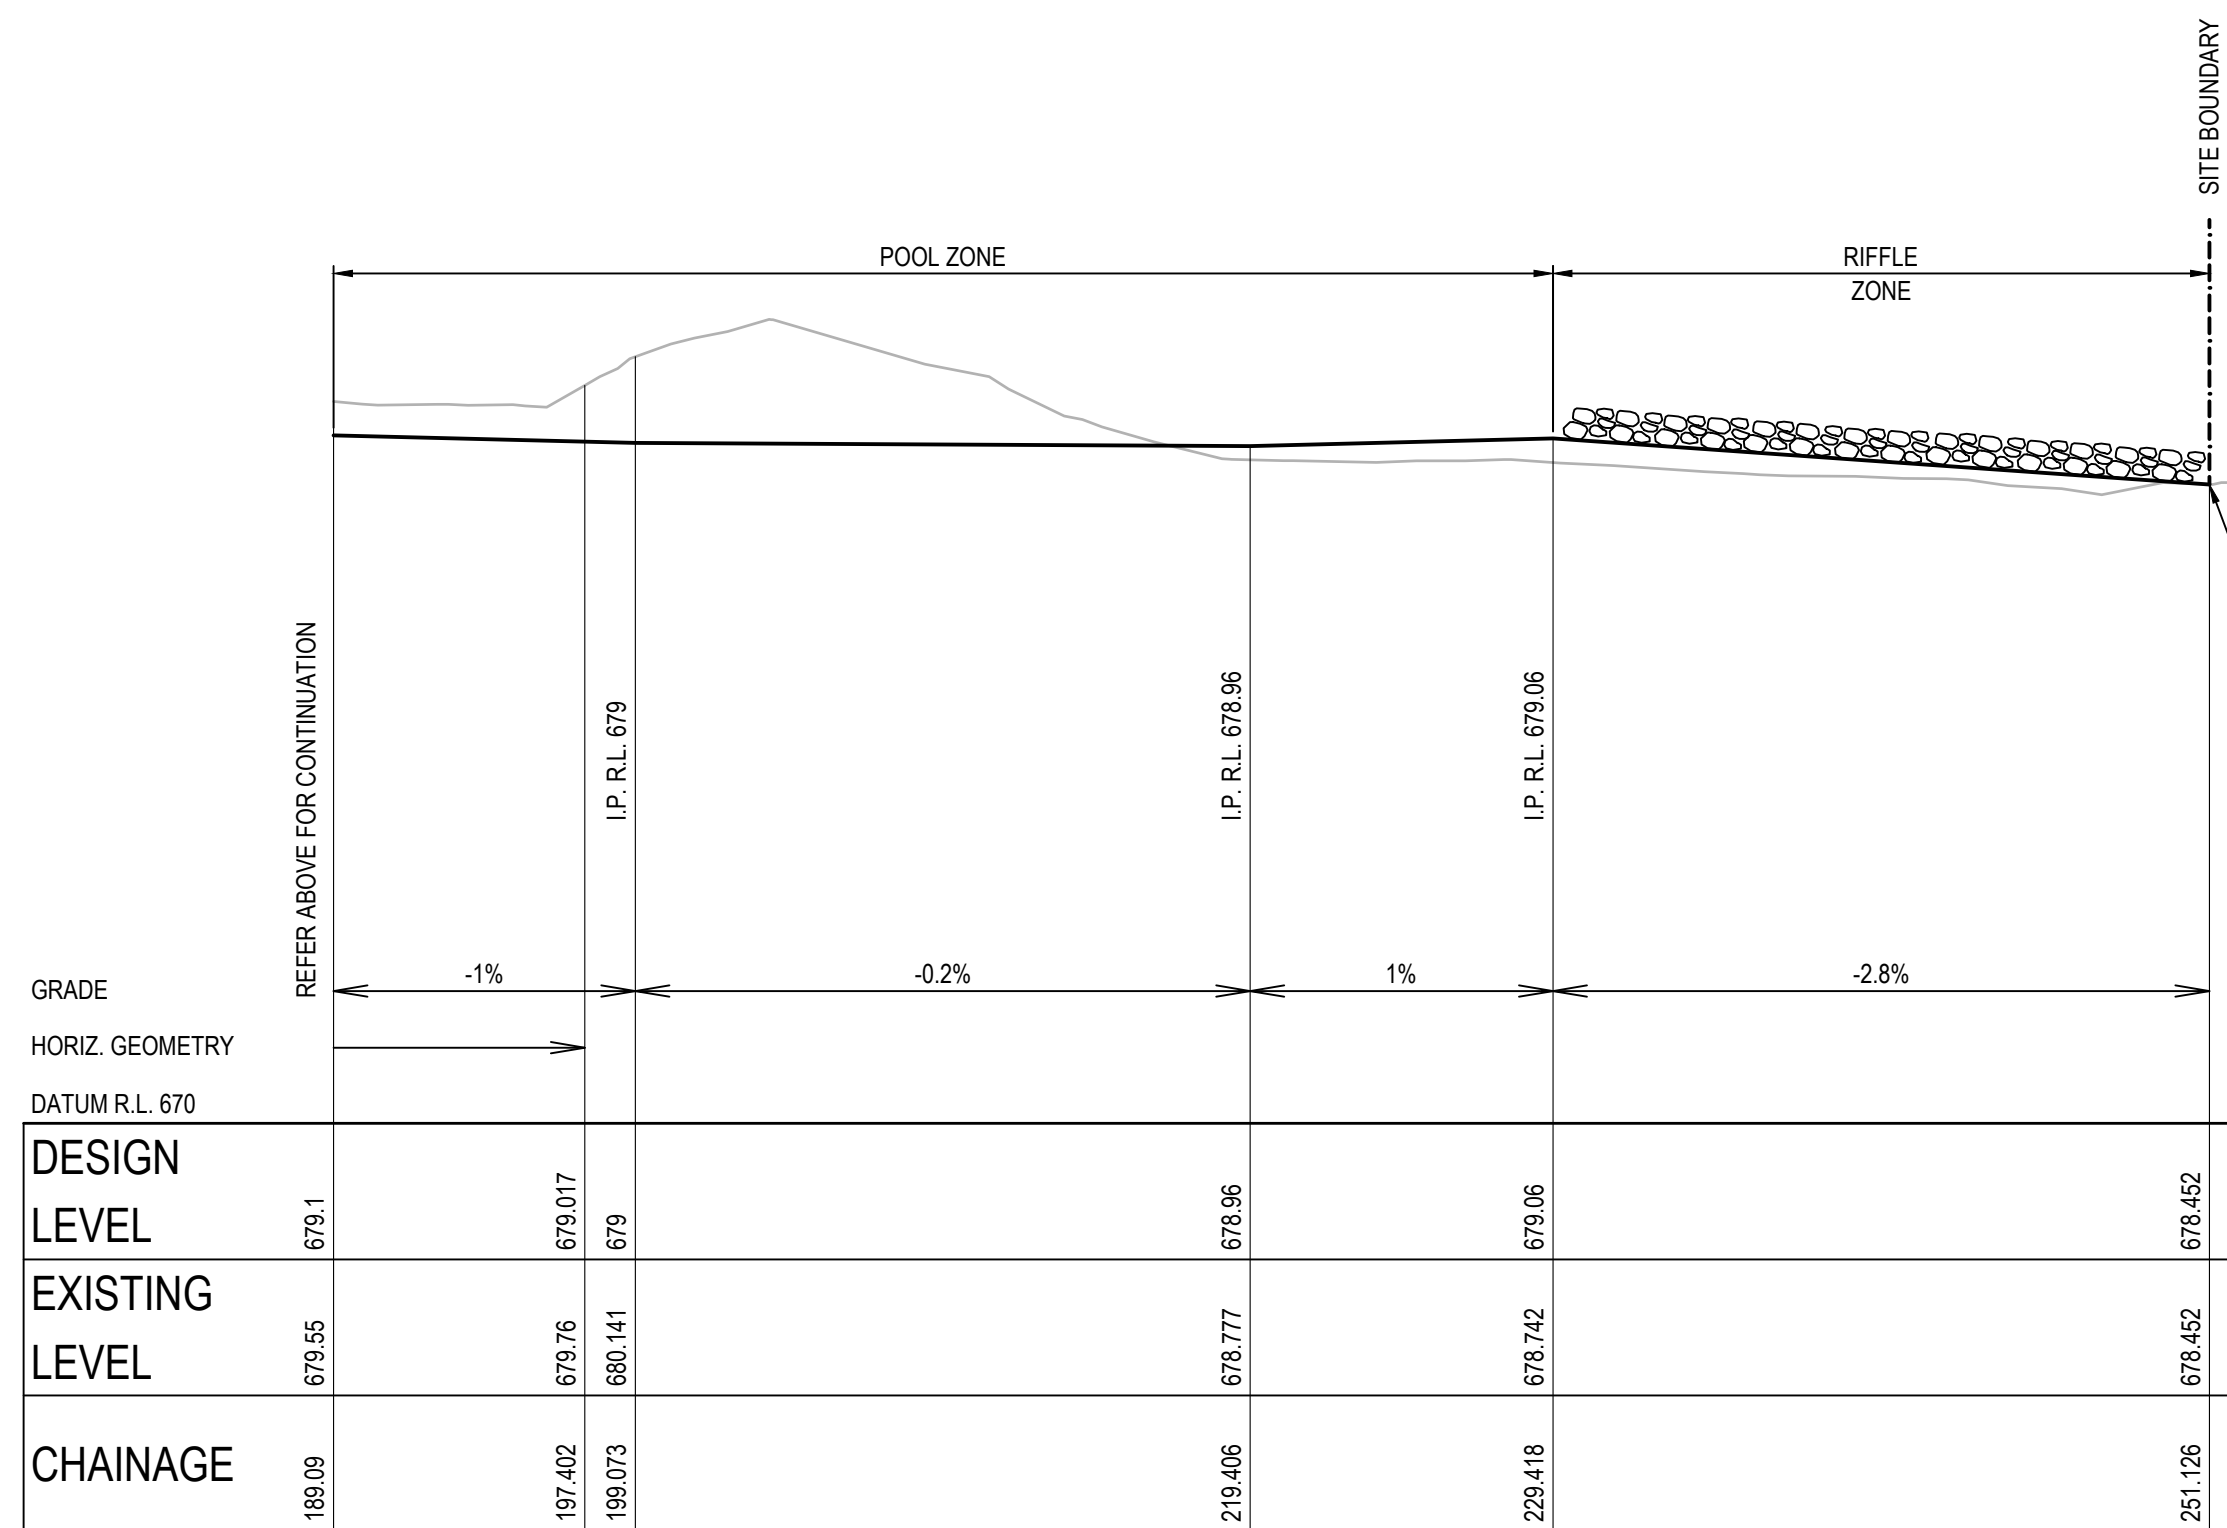 SITE BOUNDARY
POOL ZONE
RIFFLE
ZONE
REFER ABOVE FOR CONTINUATION
I.P. R.L. 679
I.P. R.L. 678.96
I.P. R.L. 679.06
GRADE
-1%
-0.2%
1%
-2.8%
HORIZ. GEOMETRY
DATUM R.L. 670
DESIGN
LEVEL
679.1
679.017
679
678.96
679.06
678.452
EXISTING
LEVEL
679.55
679.76
680.141
678.777
678.742
678.452
CHAINAGE
189.09
197.402
199.073
219.406
229.418
251.126